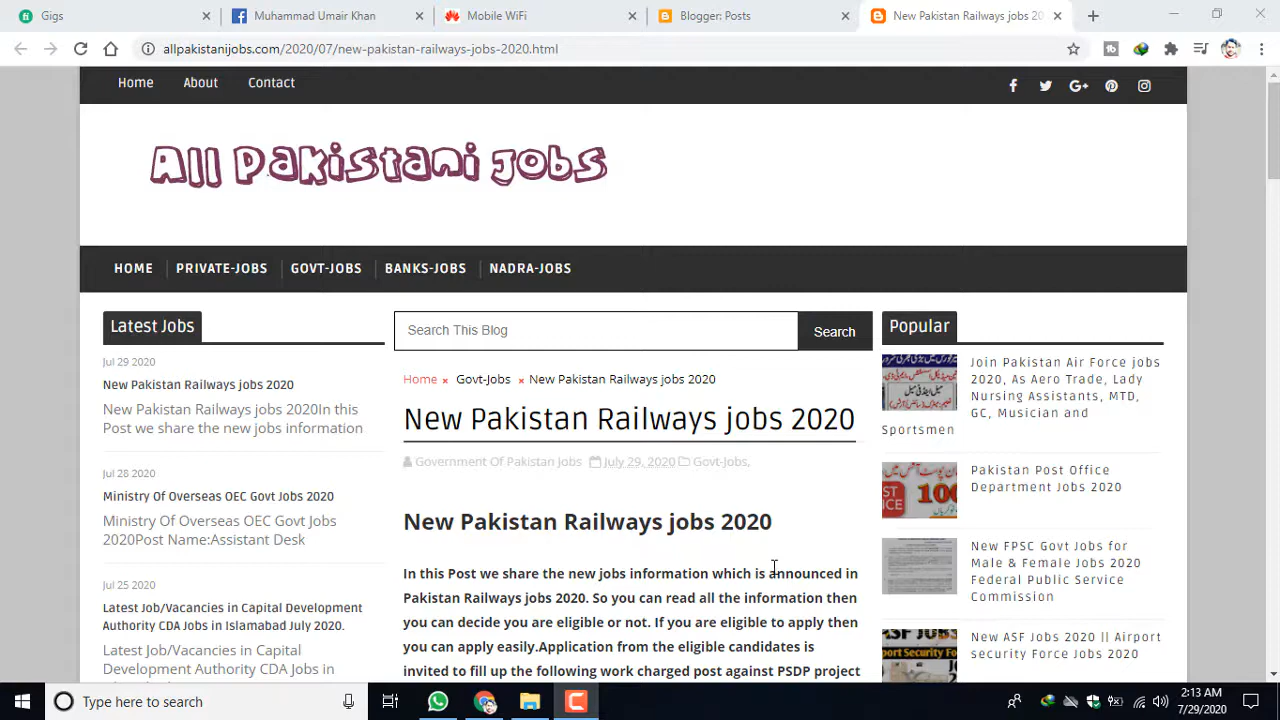 Gigs
Muhammad Umair Khan
Mobile WiFi
Blogger: Posts
New Pakistan Railways jobs 20
allpakistanijobs.com/2020/07/new-pakistan-railways-jobs-2020.html
Home About Contact
All Pakistani Jobs
HOME PRIVATE-JOBS GOVT-JOBS BANKS-JOBS NADRA-JOBS
Latest Jobs
Jul 29 2020
New Pakistan Railways jobs 2020
New Pakistan Railways jobs 2020In this
Post we share the new jobs information
Jul 28 2020
Ministry Of Overseas OEC Govt Jobs 2020
Ministry Of Overseas OEC Govt Jobs
2020Post Name:Assistant Desk
Jul 25 2020
Latest Job/Vacancies in Capital Development
Authority CDA Jobs in Islamabad July 2020.
Latest Job/Vacancies in Capital
Development Authority CDA Jobs in
Islamabad July 2020. Latest
Search This Blog
Search
Home × Govt-Jobs × New Pakistan Railways jobs 2020
New Pakistan Railways jobs 2020
Government Of Pakistan Jobs July 29, 2020 Govt-Jobs,
New Pakistan Railways jobs 2020
In this Post we share the new jobs information which is announced in
Pakistan Railways jobs 2020. So you can read all the information then
you can decide you are eligible or not. If you are eligible to apply then
you can apply easily.Application from the eligible candidates is
invited to fill up the following work charged post against PSDP project
Popular
Join Pakistan Air Force jobs
2020, As Aero Trade, Lady
Nursing Assistants, MTD,
GC, Musician and
Sportsmen
Pakistan Post Office
Department Jobs 2020
New FPSC Govt Jobs for
Male & Female Jobs 2020
Federal Public Service
Commission
New ASF Jobs 2020 || Airport
security Force Jobs 2020
Type here to search
2:13 AM
7/29/2020